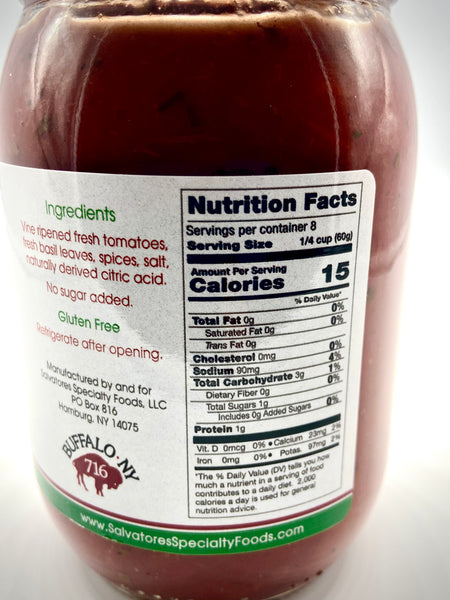 Ingredients
Vine ripened fresh tomatoes,
fresh basil leaves, spices, salt,
naturally derived citric acid.
No sugar added.
Gluten Free
Refrigerate after opening.
Manufactured by and for
Salvatores Specialty Foods, LLC
PO Box 816
Hamburg, NY 14075
BUFFALO · NY
716
Nutrition Facts
Servings per container 8
Serving Size 1/4 cup (60g)
Amount Per Serving
Calories 15
% Daily Value*
Total Fat 0g 0%
Saturated Fat 0g 0%
Trans Fat 0g
Cholesterol 0mg 0%
Sodium 90mg 4%
Total Carbohydrate 3g 1%
Dietary Fiber 0g 0%
Total Sugars 1g
Includes 0g Added Sugars 0%
Protein 1g
Vit. D 0mcg 0% • Calcium 23mg 2%
Iron 0mg 0% • Potas. 97mg 2%
*The % Daily Value (DV) tells you how
much a nutrient in a serving of food
contributes to a daily diet. 2,000
calories a day is used for general
nutrition advice.
www.SalvatoresSpecialtyFoods.com